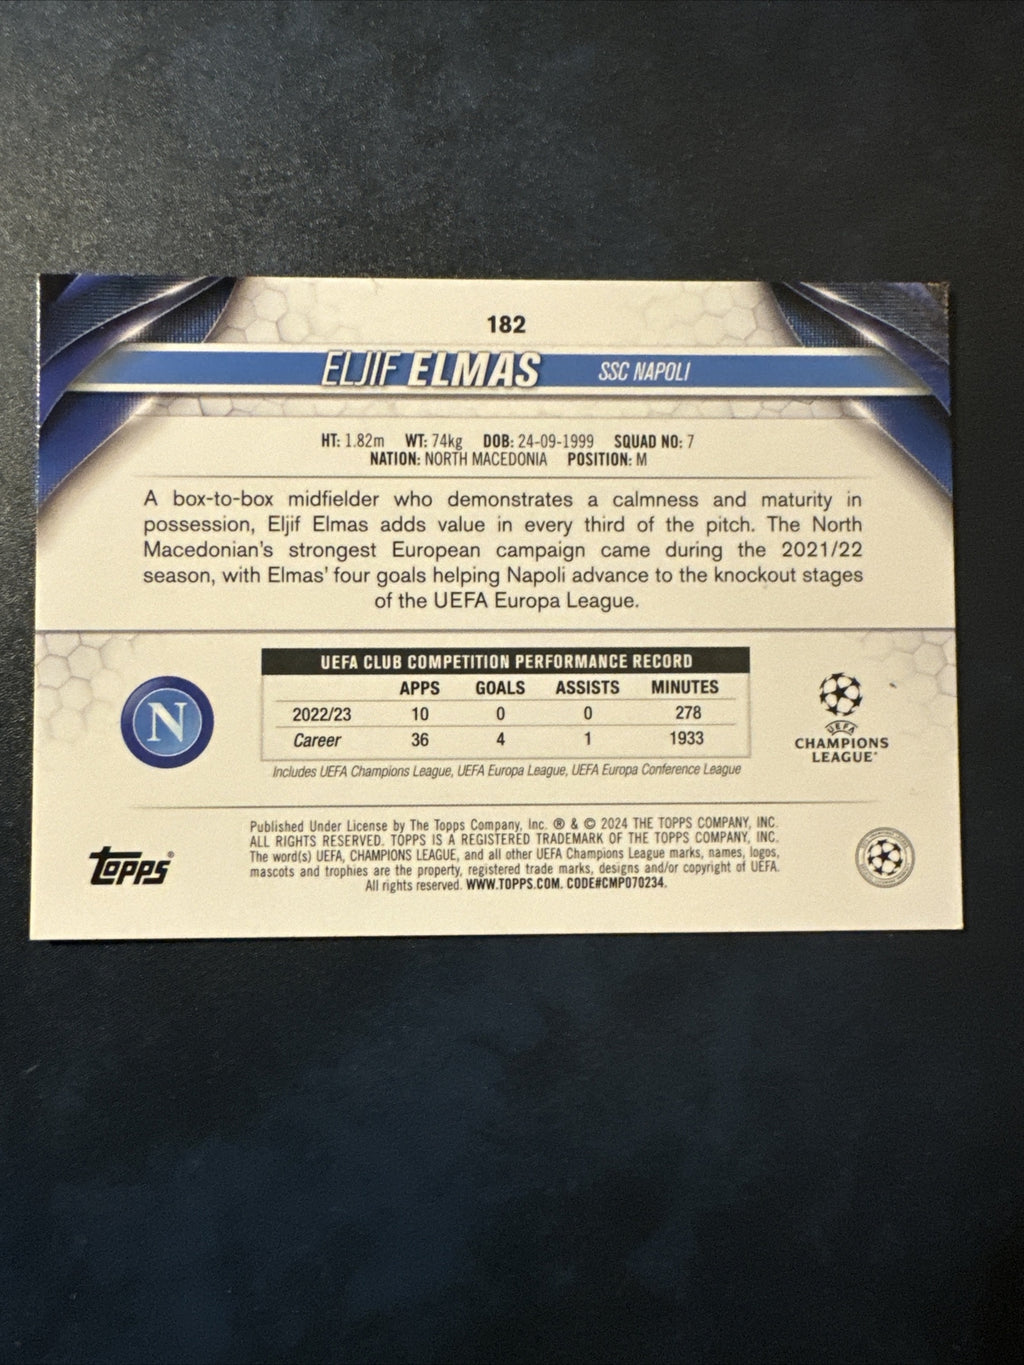 182
ELJIF ELMAS SSC NAPOLI
HT: 1.82m WT: 74kg DOB: 24-09-1999 SQUAD NO: 7
NATION: NORTH MACEDONIA POSITION: M
A box-to-box midfielder who demonstrates a calmness and maturity in
possession, Eljif Elmas adds value in every third of the pitch. The North
Macedonian's strongest European campaign came during the 2021/22
season, with Elmas' four goals helping Napoli advance to the knockout stages
of the UEFA Europa League.
UEFA CLUB COMPETITION PERFORMANCE RECORD
APPS GOALS ASSISTS MINUTES
2022/23 10 0 0 278
Career 36 4 1 1933
Includes UEFA Champions League, UEFA Europa League, UEFA Europa Conference League
N
UEFA
CHAMPIONS
LEAGUE
Topps®
Published Under License by The Topps Company, Inc. ® & © 2024 THE TOPPS COMPANY, INC.
ALL RIGHTS RESERVED. TOPPS IS A REGISTERED TRADEMARK OF THE TOPPS COMPANY, INC.
The word(s) UEFA, CHAMPIONS LEAGUE, and all other UEFA Champions League marks, names, logos,
mascots and trophies are the property, registered trade marks, designs and/or copyright of UEFA.
All rights reserved. WWW.TOPPS.COM. CODE#CMP070234.